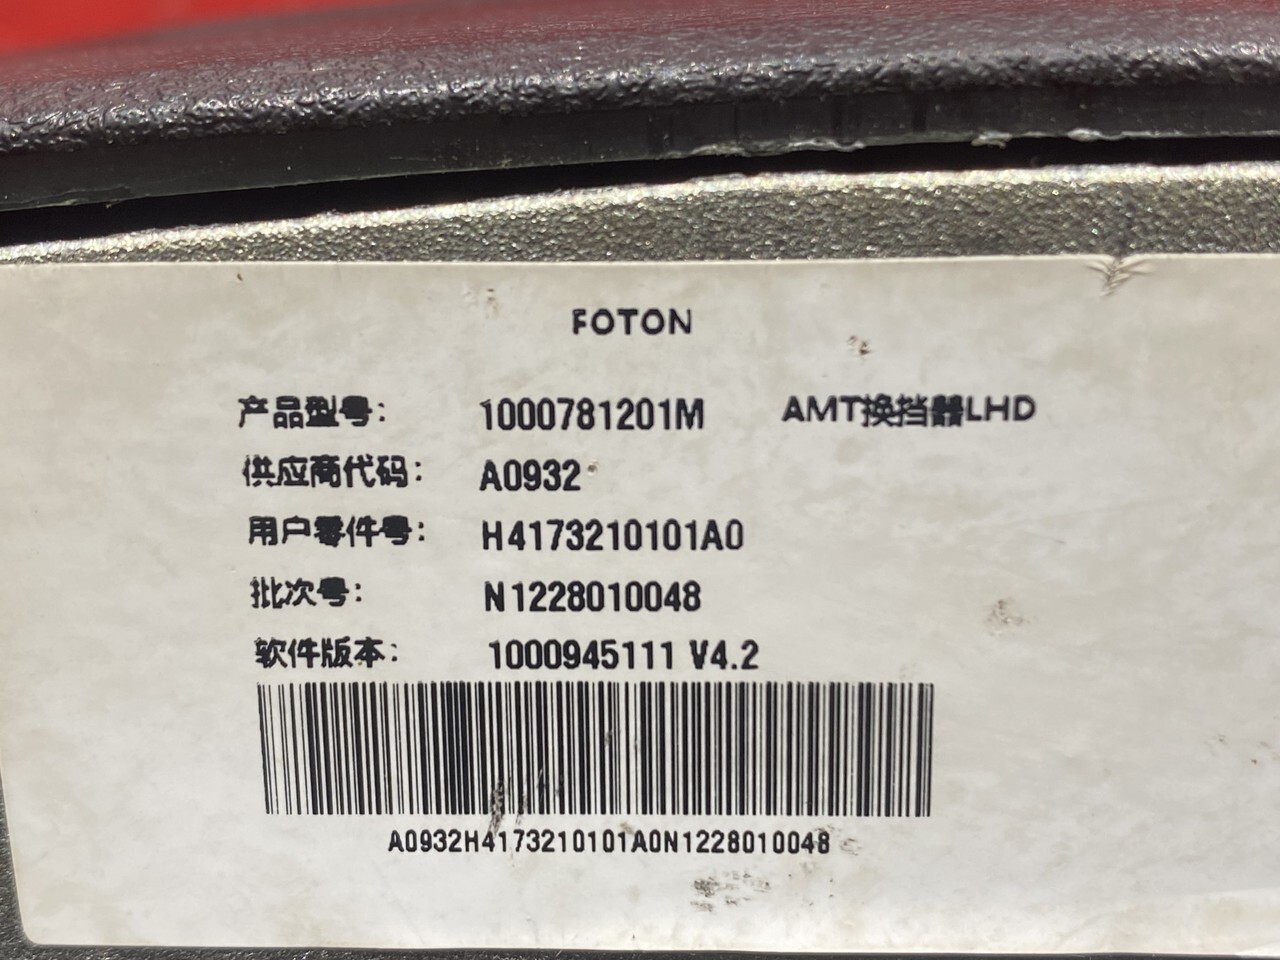 FOTON
产品型号: 1000781201M AMT换挡器LHD
供应商代码: A0932
用户零件号: H4173210101A0
批次号: N1228010048
软件版本: 1000945111 V4.2
A0932H4173210101A0N1228010048